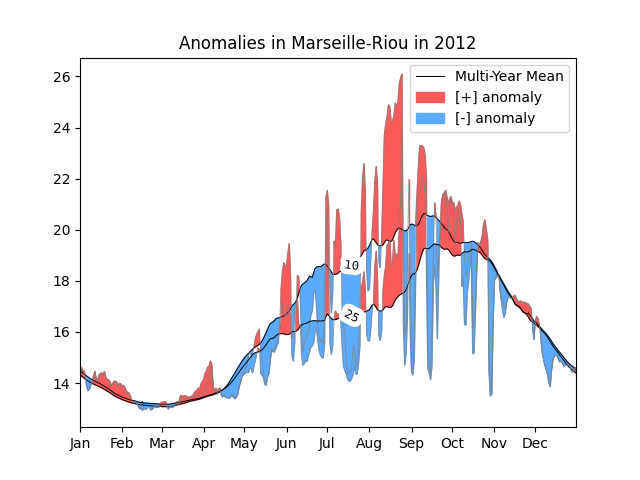 Anomalies in Marseille-Riou in 2012
Multi-Year Mean
[+] anomaly
[-] anomaly
26
24
22
20
18
16
14
10
25
Jan Feb Mar Apr May Jun Jul Aug Sep Oct Nov Dec